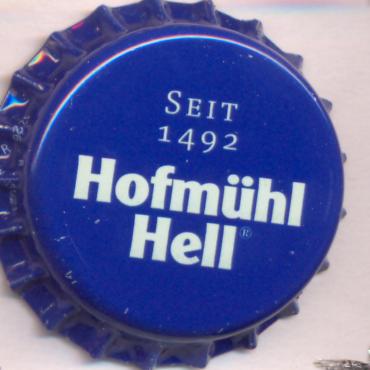 SEIT
1492
Hofmühl
Hell®